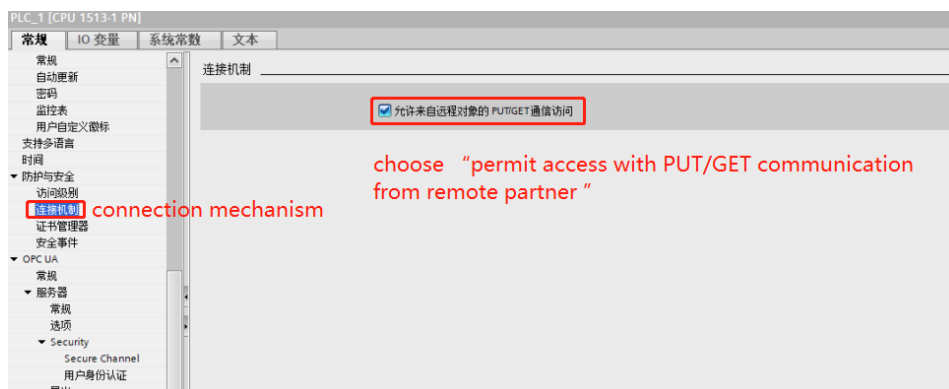 PLC_1 [CPU 1513-1 PN]
常规 IO 变量 系统常数 文本
常规
自动更新
密码
监控表
用户自定义徽标
支持多语言
时间
防护与安全
访问级别
连接机制
证书管理器
安全事件
OPC UA
常规
服务器
常规
选项
Security
Secure Channel
用户身份认证
连接机制
允许来自远程对象的 PUT/GET 通信访问
choose “permit access with PUT/GET communication
from remote partner ”
connection mechanism